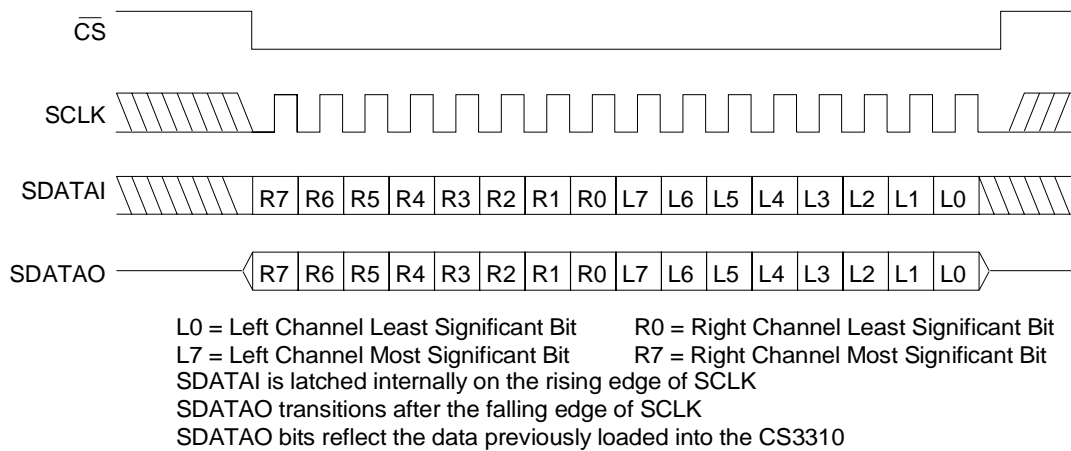 C̅S̅
SCLK
SDATAI R7 R6 R5 R4 R3 R2 R1 R0 L7 L6 L5 L4 L3 L2 L1 L0
SDATAO R7 R6 R5 R4 R3 R2 R1 R0 L7 L6 L5 L4 L3 L2 L1 L0
L0 = Left Channel Least Significant Bit R0 = Right Channel Least Significant Bit
L7 = Left Channel Most Significant Bit R7 = Right Channel Most Significant Bit
SDATAI is latched internally on the rising edge of SCLK
SDATAO transitions after the falling edge of SCLK
SDATAO bits reflect the data previously loaded into the CS3310